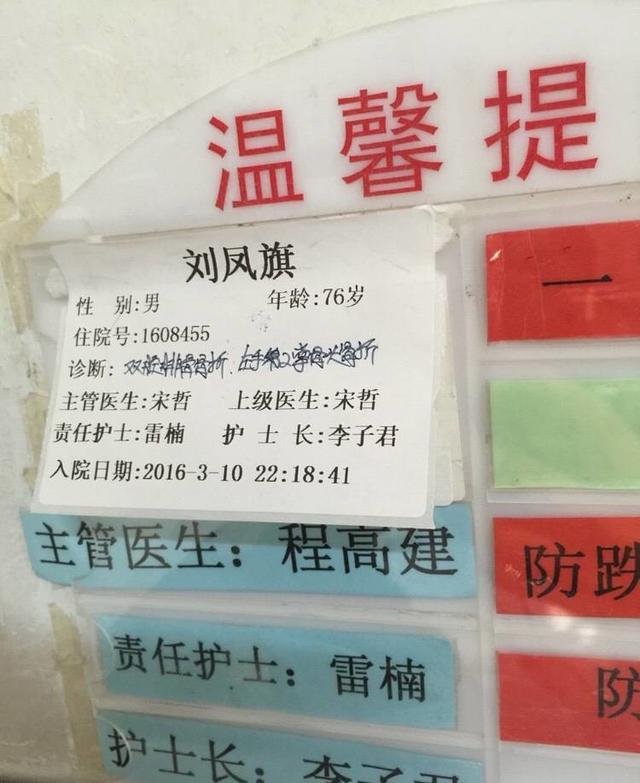 温馨提
刘凤旗
性 别:男 年龄:76岁
住院号:1608455
诊断: 骨折
主管医生:宋哲 上级医生:宋哲
责任护士:雷楠 护 士 长:李子君
入院日期:2016-3-10 22:18:41
一
主管医生: 程高建
防跌
责任护士: 雷楠
防
护士长: 李子君